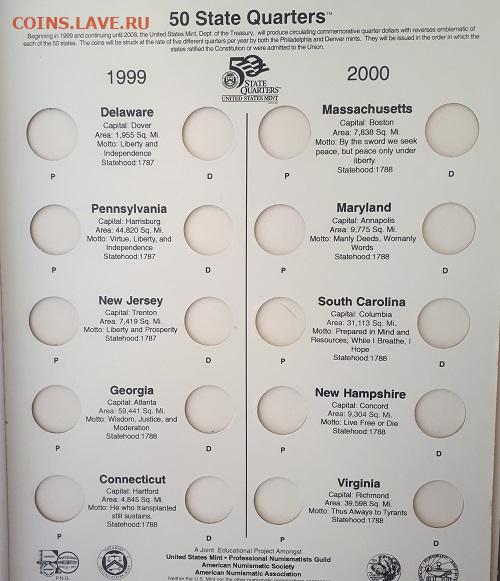 COINS.LAVE.RU
50 State Quarters™
Beginning in 1999 and continuing until 2008, the United States Mint, Dept. of the Treasury, will produce circulating commemorative quarter dollars with reverses emblematic of
each of the 50 states. The coins will be struck at the rate of five different quarters per year by both the Philadelphia and Denver mints. They will be issued in the order in which the
states ratified the Constitution or were admitted to the Union.
1999
50
STATE
QUARTERS
UNITED STATES MINT
2000
Delaware
Capital: Dover
Area: 1,955 Sq. Mi.
Motto: Liberty and
Independence
Statehood:1787
P
D
Pennsylvania
Capital: Harrisburg
Area: 44,820 Sq. Mi.
Motto: Virtue, Liberty, and
Independence
Statehood:1787
P
D
New Jersey
Capital: Trenton
Area: 7,419 Sq. Mi.
Motto: Liberty and Prosperity
Statehood:1787
P
D
Georgia
Capital: Atlanta
Area: 59,441 Sq. Mi.
Motto: Wisdom, Justice, and
Moderation
Statehood:1788
P
D
Connecticut
Capital: Hartford
Area: 4,845 Sq. Mi.
Motto: He who transplanted
still sustains.
Statehood:1788
P
D
Massachusetts
Capital: Boston
Area: 7,838 Sq. Mi.
Motto: By the sword we seek
peace, but peace only under
liberty.
Statehood:1788
P
D
Maryland
Capital: Annapolis
Area: 9,775 Sq. Mi.
Motto: Manly Deeds, Womanly
Words
Statehood:1788
P
D
South Carolina
Capital: Columbia
Area: 31,113 Sq. Mi.
Motto: Prepared in Mind and
Resources; While I Breathe, I
Hope
Statehood:1788
P
D
New Hampshire
Capital: Concord
Area: 9,304 Sq. Mi.
Motto: Live Free or Die
Statehood:1788
P
D
Virginia
Capital: Richmond
Area: 39,598 Sq. Mi.
Motto: Thus Always to Tyrants
Statehood:1788
P
D
A Joint Educational Project Amongst
United States Mint • Professional Numismatists Guild
American Numismatic Society
American Numismatic Association
P.N.G.
Neither the U.S. Mint nor the other